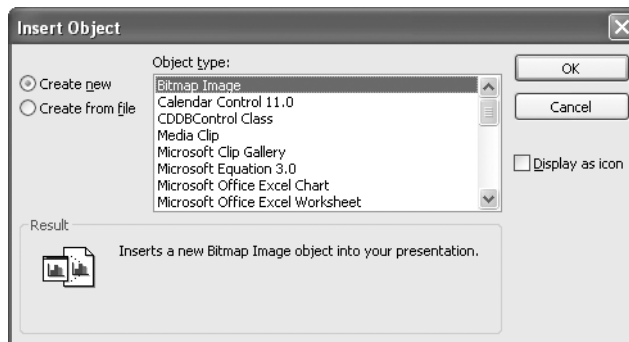 Insert Object
Create new
Create from file
Object type:
Bitmap Image
Calendar Control 11.0
CDDBControl Class
Media Clip
Microsoft Clip Gallery
Microsoft Equation 3.0
Microsoft Office Excel Chart
Microsoft Office Excel Worksheet
OK
Cancel
Display as icon
Result
Inserts a new Bitmap Image object into your presentation.